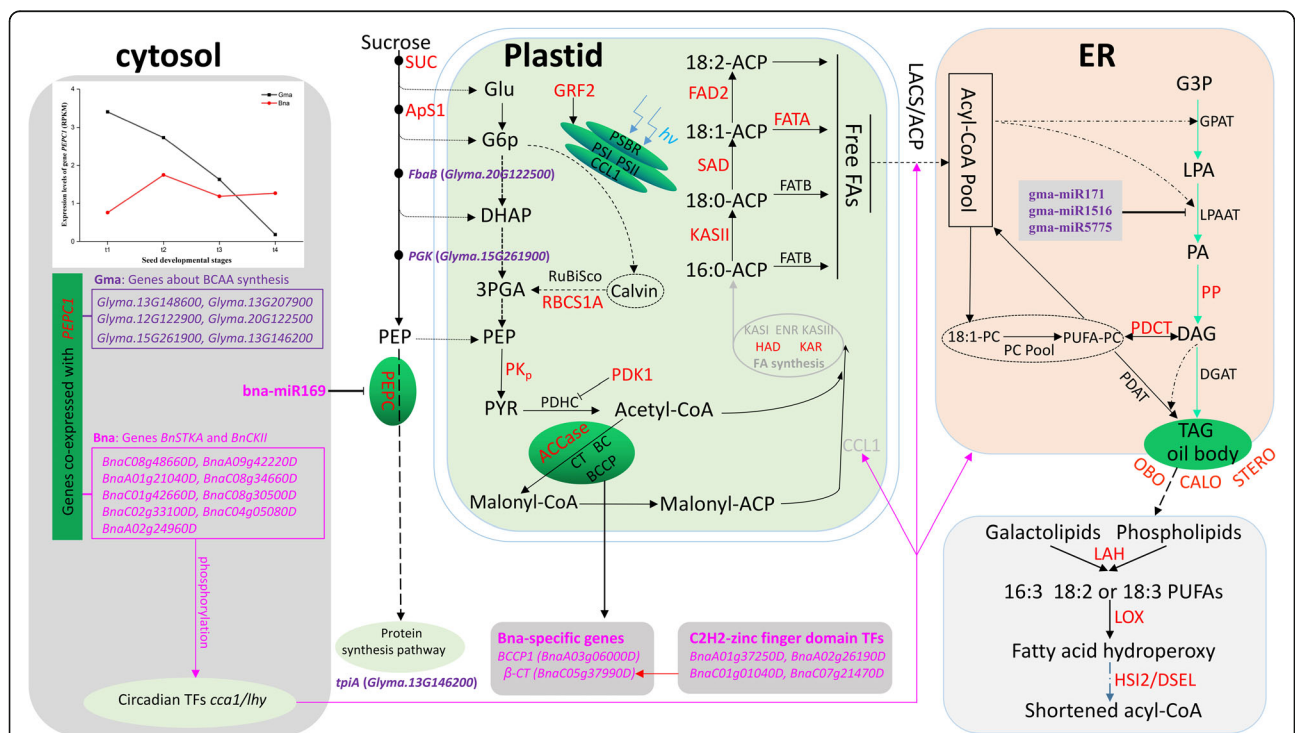 cytosol
Expression levels of gene PEPC1 (RPKM)
4
3
2
1
0
Gma
Bna
t1 t2 t3 t4
Seed developmental stages
Genes co-expressed with PEPC1
Gma: Genes about BCAA synthesis
Glyma.13G148600, Glyma.13G207900
Glyma.12G122900, Glyma.20G122500
Glyma.15G261900, Glyma.13G146200
bna-miR169
Bna: Genes BnSTKA and BnCKII
BnaC08g48660D, BnaA09g42220D
BnaA01g21040D, BnaC08g34660D
BnaC01g42660D, BnaC08g30500D
BnaC02g33100D, BnaC04g05080D
BnaA02g24960D
phosphorylation
Circadian TFs cca1/lhy
Sucrose
SUC
ApS1
FbaB (Glyma.20G122500)
PGK (Glyma.15G261900)
PEP
PEPC
Protein
synthesis pathway
tpiA (Glyma.13G146200)
Plastid
Glu
G6p
DHAP
3PGA
PEP
PKp
PYR
GRF2
PSBR
PSI PSII
CCL1
hv
RuBiSco
RBCS1A
Calvin
PDHC
PDK1
Acetyl-CoA
ACCase
CT BC
BCCP
Malonyl-CoA
Malonyl-ACP
18:2-ACP
FAD2
18:1-ACP
FATA
SAD
18:0-ACP
FATB
KASII
16:0-ACP
FATB
Free FAs
KASI ENR KASIII
HAD KAR
FA synthesis
CCL1
Bna-specific genes
BCCP1 (BnaA03g06000D)
β-CT (BnaC05g37990D)
C2H2-zinc finger domain TFs
BnaA01g37250D, BnaA02g26190D
BnaC01g01040D, BnaC07g21470D
LACS/ACP
ER
Acyl-CoA Pool
G3P
GPAT
LPA
gma-miR171
gma-miR1516
gma-miR5775
LPAAT
PA
PP
18:1-PC
PUFA-PC
PC Pool
PDCT
DAG
PDAT
DGAT
TAG
oil body
OBO
CALO
STERO
Galactolipids Phospholipids
LAH
16:3 18:2 or 18:3 PUFAs
LOX
Fatty acid hydroperoxy
HSI2/DSEL
Shortened acyl-CoA